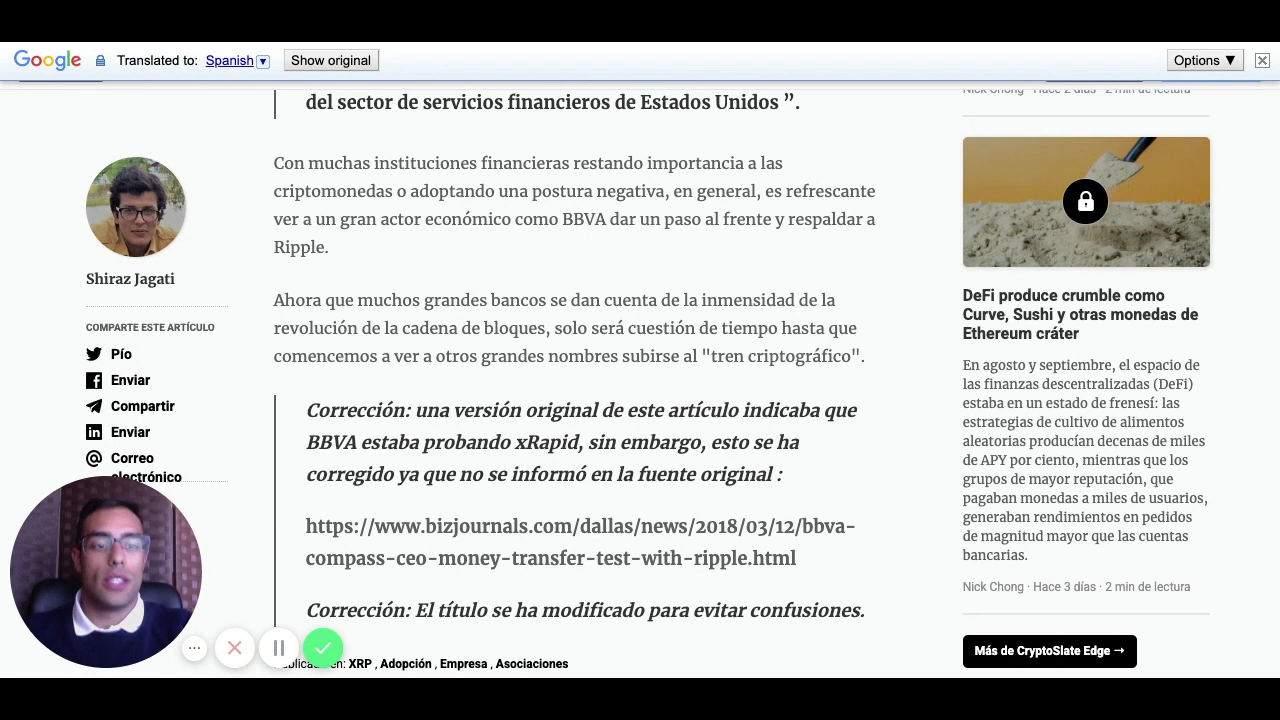 Google
Translated to: Spanish ▼
Show original
Options ▼
del sector de servicios financieros de Estados Unidos ”.
Shiraz Jagati
COMPARTE ESTE ARTÍCULO
Pío
Enviar
Compartir
Enviar
Correo
electrónico
Con muchas instituciones financieras restando importancia a las
criptomonedas o adoptando una postura negativa, en general, es refrescante
ver a un gran actor económico como BBVA dar un paso al frente y respaldar a
Ripple.
Ahora que muchos grandes bancos se dan cuenta de la inmensidad de la
revolución de la cadena de bloques, solo será cuestión de tiempo hasta que
comencemos a ver a otros grandes nombres subirse al "tren criptográfico".
Corrección: una versión original de este artículo indicaba que
BBVA estaba probando xRapid, sin embargo, esto se ha
corregido ya que no se informó en la fuente original :
https://www.bizjournals.com/dallas/news/2018/03/12/bbva-
compass-ceo-money-transfer-test-with-ripple.html
Corrección: El título se ha modificado para evitar confusiones.
en: XRP , Adopción , Empresa , Asociaciones
Nick Chong · Hace 2 días · 2 min de lectura
DeFi produce crumble como
Curve, Sushi y otras monedas de
Ethereum cráter
En agosto y septiembre, el espacio de
las finanzas descentralizadas (DeFi)
estaba en un estado de frenesí: las
estrategias de cultivo de alimentos
aleatorias producían decenas de miles
de APY por ciento, mientras que los
grupos de mayor reputación, que
pagaban monedas a miles de usuarios,
generaban rendimientos en pedidos
de magnitud mayor que las cuentas
bancarias.
Nick Chong · Hace 3 días · 2 min de lectura
Más de CryptoSlate Edge →